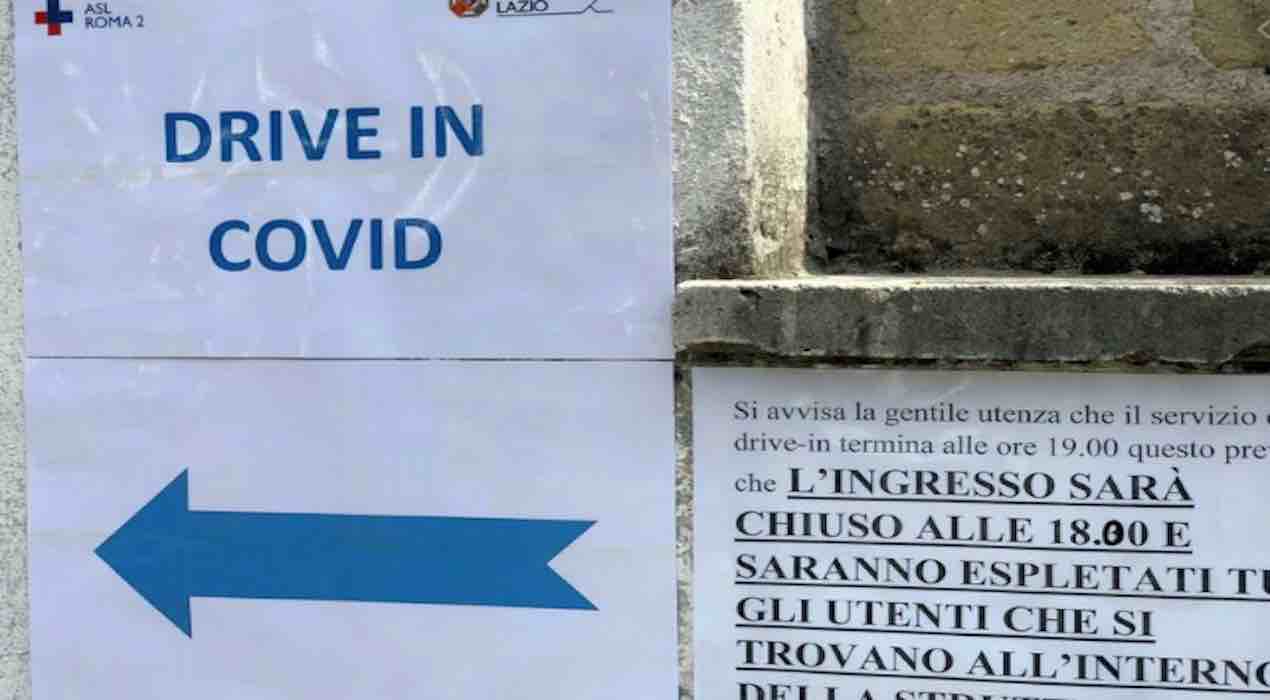 ASL
ROMA 2
LAZIO
DRIVE IN
COVID
Si avvisa la gentile utenza che il servizio
drive-in termina alle ore 19.00 questo
che L'INGRESSO SARÀ
CHIUSO ALLE 18.00 E
SARANNO ESPLETATI
GLI UTENTI CHE SI
TROVANO ALL'INTERNO
DELLA